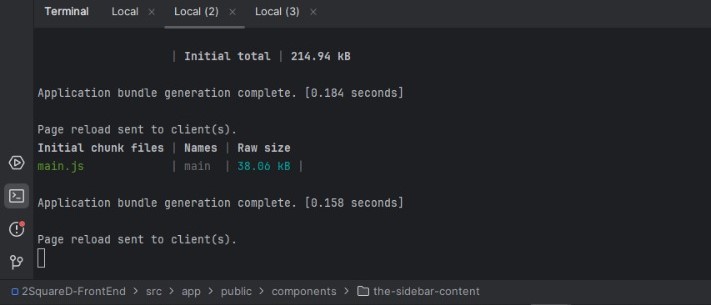 Terminal Local × Local (2) × Local (3) ×
| Initial total | 214.94 kB
Application bundle generation complete. [0.184 seconds]
Page reload sent to client(s).
Initial chunk files | Names | Raw size
main.js | main | 38.06 kB |
Application bundle generation complete. [0.158 seconds]
Page reload sent to client(s).
2SquareD-FrontEnd > src > app > public > components > the-sidebar-content